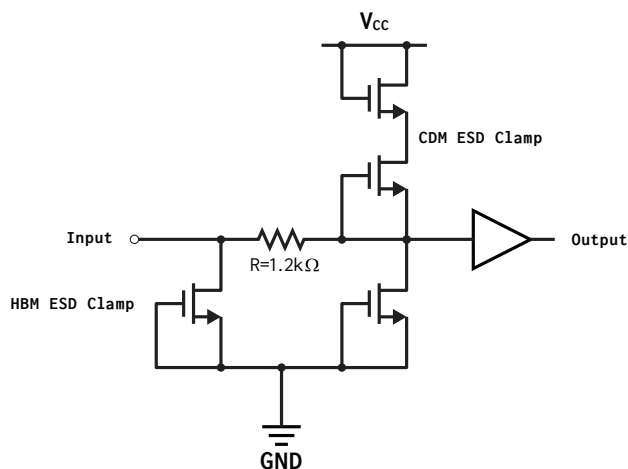 Vcc
CDM ESD Clamp
Input
R=1.2kΩ
Output
HBM ESD Clamp
GND